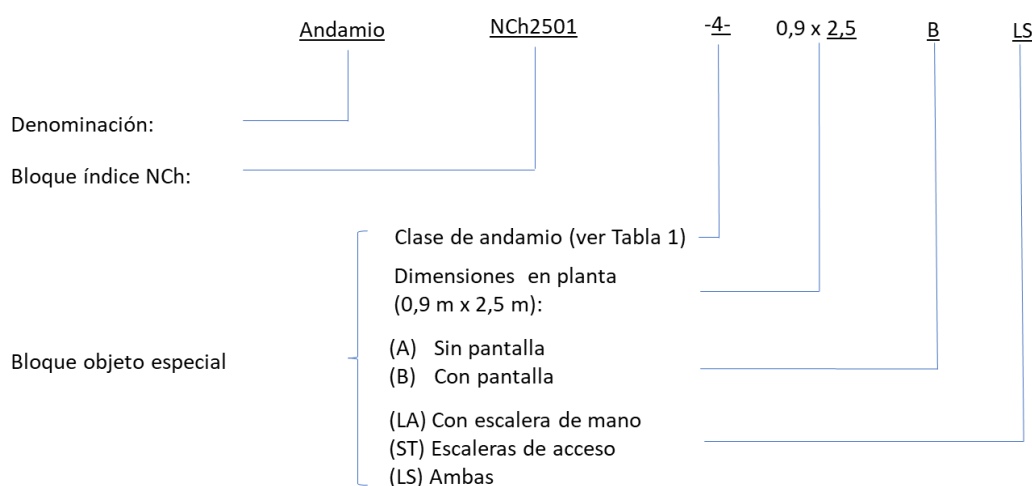 Andamio NCh2501 -4- 0,9 x 2,5 B LS
Denominación:
Bloque índice NCh:
Clase de andamio (ver Tabla 1)
Dimensiones en planta
(0,9 m x 2,5 m):
Bloque objeto especial
(A) Sin pantalla
(B) Con pantalla
(LA) Con escalera de mano
(ST) Escaleras de acceso
(LS) Ambas